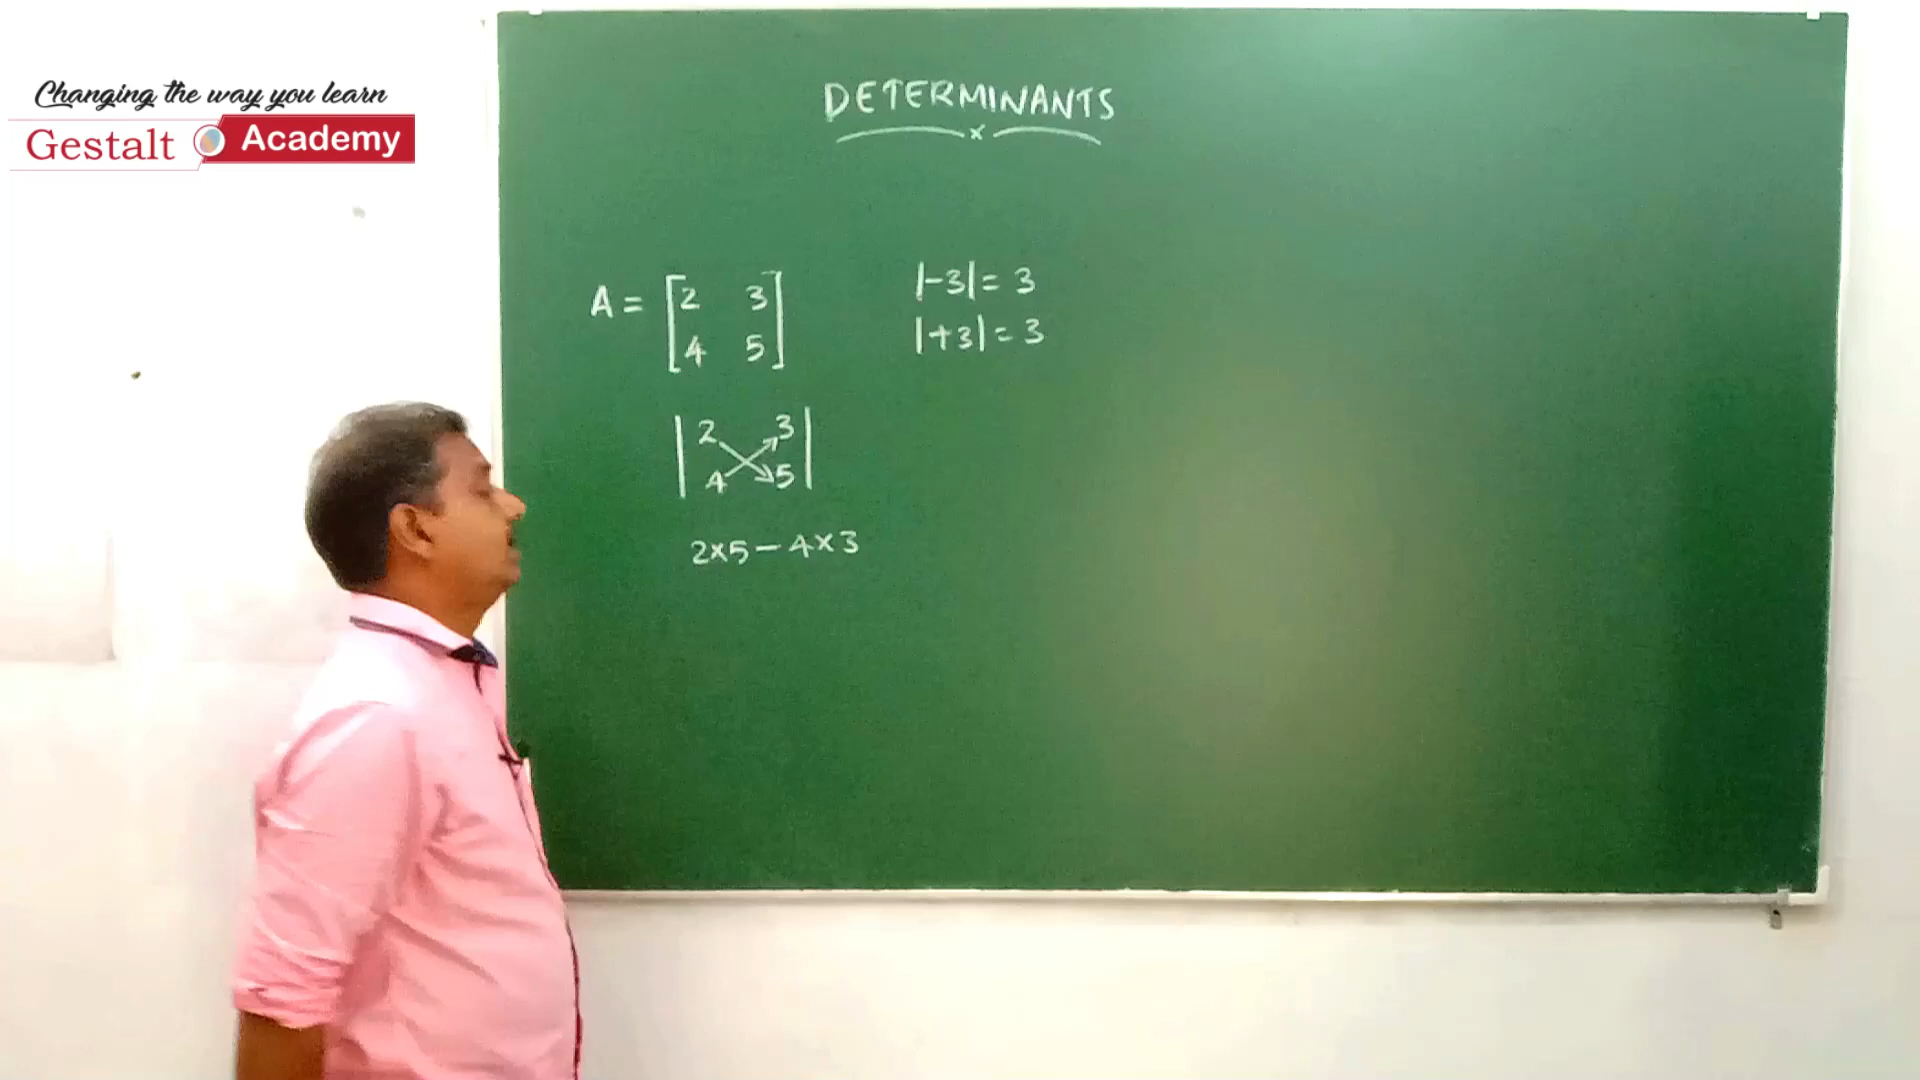 Changing the way you learn
Gestalt Academy
DETERMINANTS
x
A = [2 3
4 5]
|-3| = 3
|+3| = 3
|2 3
4 5|
2x5 - 4x3